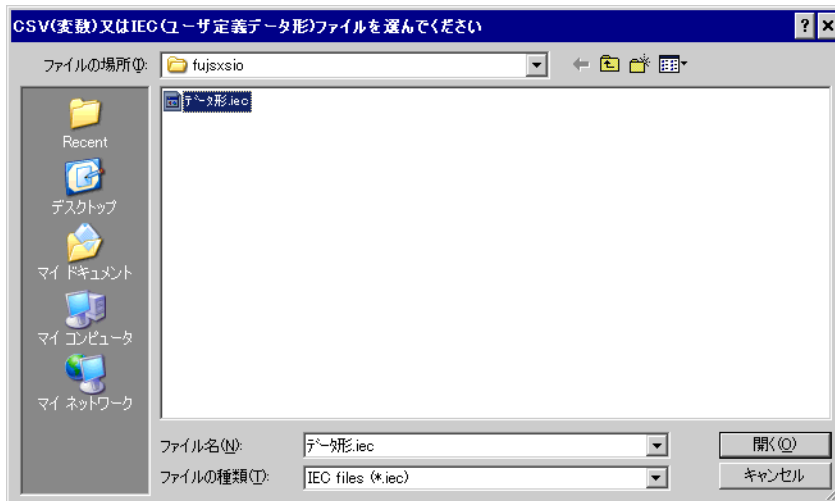 CSV(変数)又はIEC(ユーザ定義データ形)ファイルを選んでください
ファイルの場所(I):
fujsxsio
データ形.iec
Recent
デスクトップ
マイ ドキュメント
マイ コンピュータ
マイ ネットワーク
ファイル名(N):
データ形.iec
開く(O)
ファイルの種類(T):
IEC files (*.iec)
キャンセル